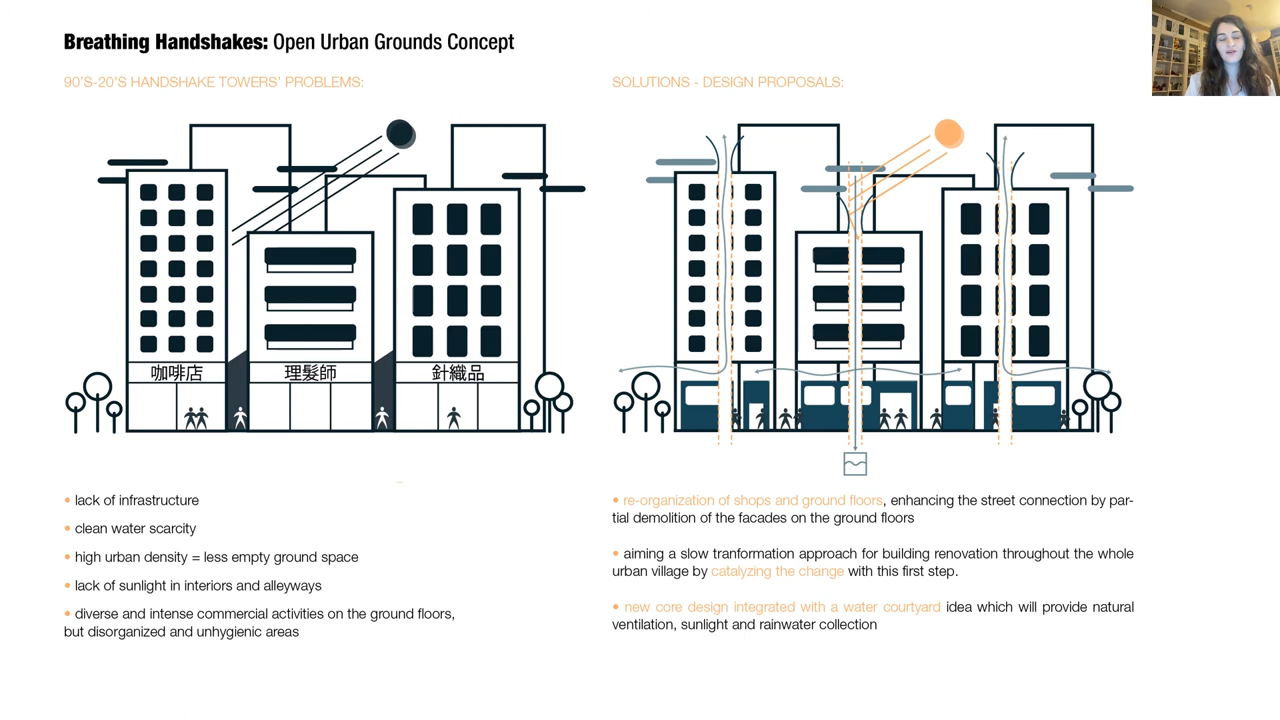 Breathing Handshakes: Open Urban Grounds Concept
90'S-20'S HANDSHAKE TOWERS' PROBLEMS:
咖啡店
理髮師
針織品
• lack of infrastructure
• clean water scarcity
• high urban density = less empty ground space
• lack of sunlight in interiors and alleyways
• diverse and intense commercial activities on the ground floors,
but disorganized and unhygienic areas
SOLUTIONS - DESIGN PROPOSALS:
• re-organization of shops and ground floors, enhancing the street connection by par-
tial demolition of the facades on the ground floors
• aiming a slow tranformation approach for building renovation throughout the whole
urban village by catalyzing the change with this first step.
• new core design integrated with a water courtyard idea which will provide natural
ventilation, sunlight and rainwater collection